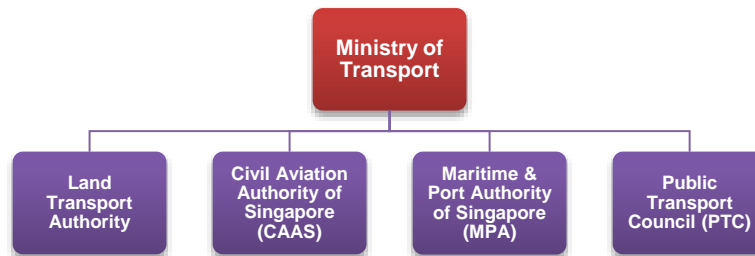 Ministry of
Transport
Land
Transport
Authority
Civil Aviation
Authority of
Singapore
(CAAS)
Maritime &
Port Authority
of Singapore
(MPA)
Public
Transport
Council (PTC)